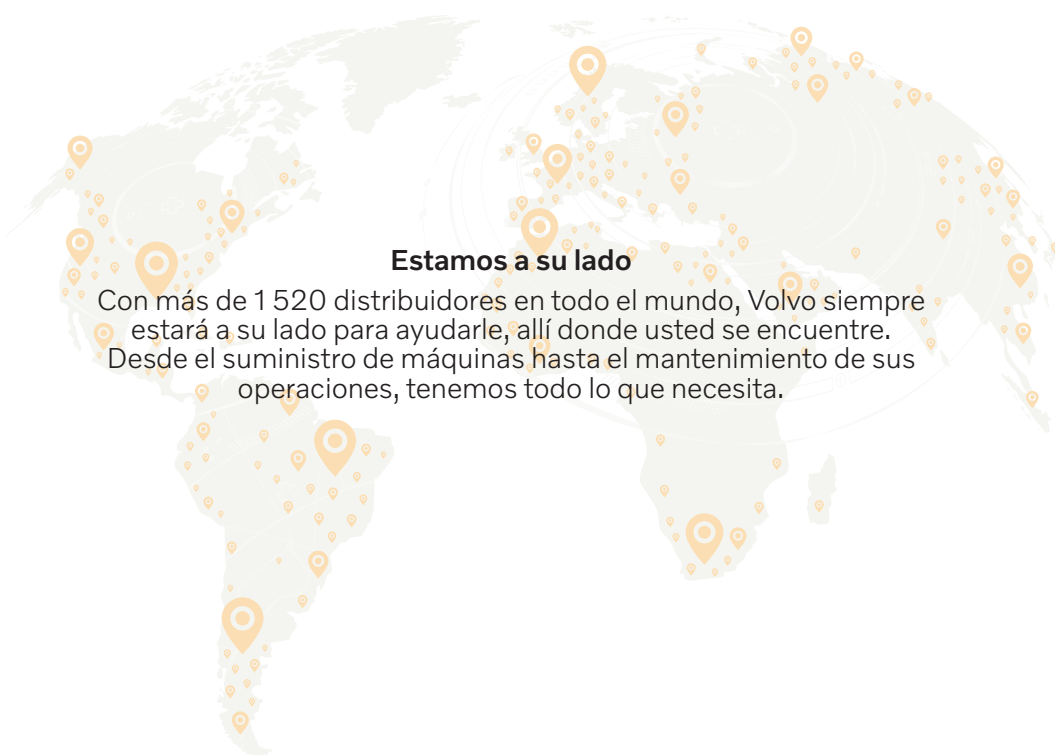 Estamos a su lado
Con más de 1 520 distribuidores en todo el mundo, Volvo siempre
estará a su lado para ayudarle, allí donde usted se encuentre.
Desde el suministro de máquinas hasta el mantenimiento de sus
operaciones, tenemos todo lo que necesita.